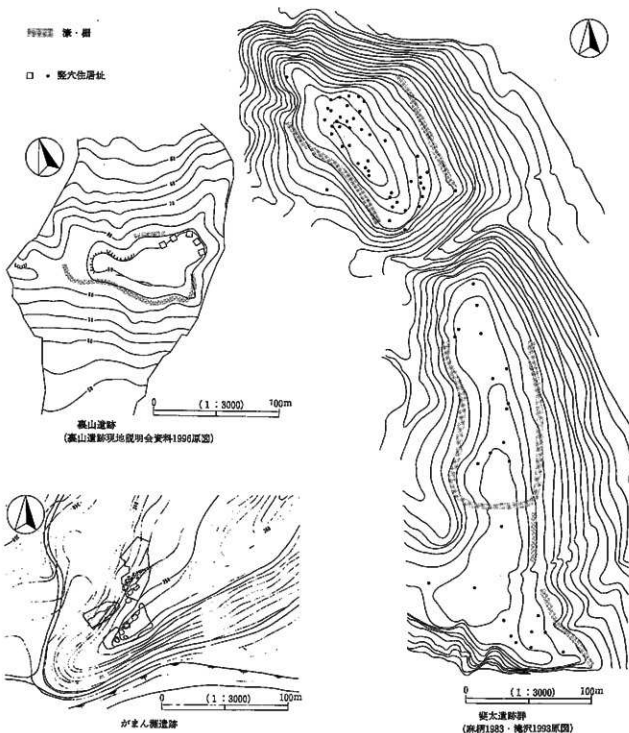 濠・柵
□ ・ 竪穴住居址
0 (1:3000) 100m
裏山遺跡
(裏山遺跡現地説明会資料1996原図)
0 (1:3000) 100m
がまん淵遺跡
0 (1:3000) 100m
斐太遺跡群
(麻柄1983・滝沢1993原図)